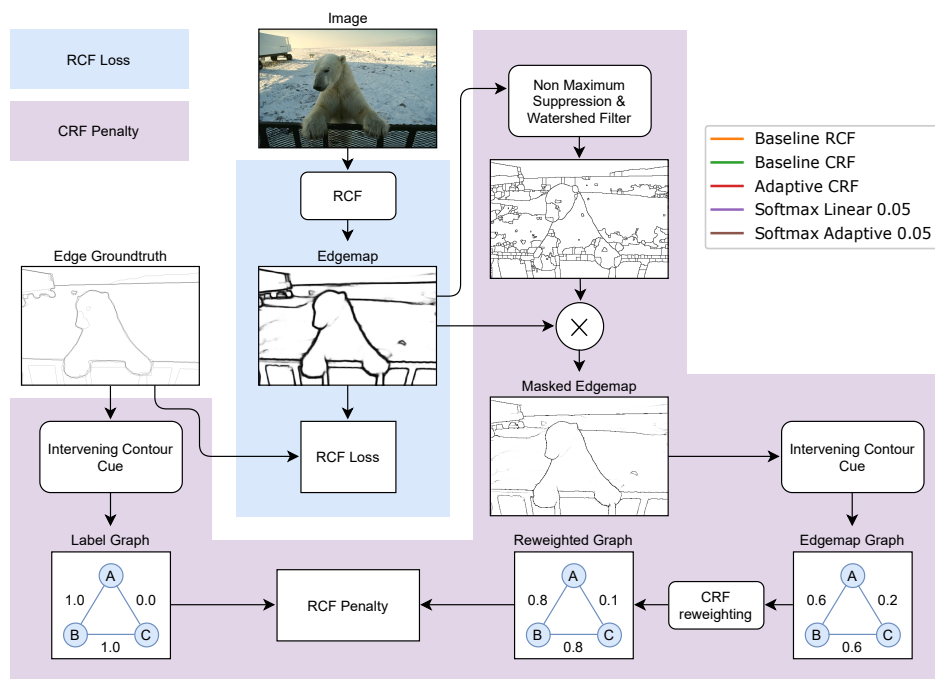 Image
RCF Loss
CRF Penalty
Non Maximum
Suppression &
Watershed Filter
Baseline RCF
Baseline CRF
Adaptive CRF
Softmax Linear 0.05
Softmax Adaptive 0.05
RCF
Edge Groundtruth
Edgemap
Masked Edgemap
Intervening Contour
Cue
RCF Loss
Intervening Contour
Cue
Label Graph
A
1.0
0.0
B
C
1.0
RCF Penalty
Reweighted Graph
A
0.8
0.1
B
C
0.8
CRF
reweighting
Edgemap Graph
A
0.6
0.2
B
C
0.6